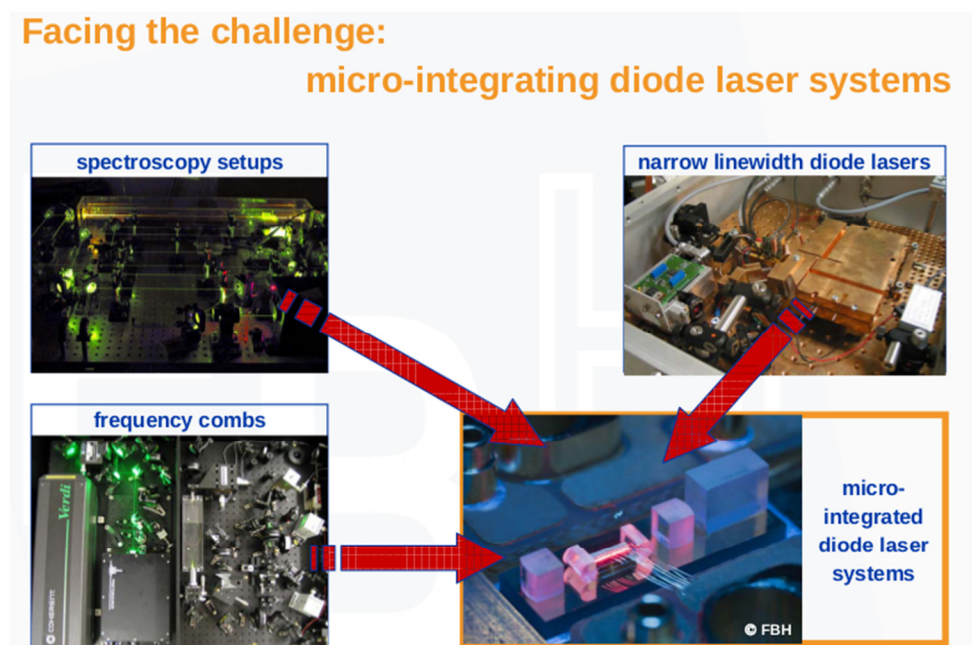 Facing the challenge:
micro-integrating diode laser systems
spectroscopy setups
narrow linewidth diode lasers
frequency combs
Verdi
COHERENT
micro-
integrated
diode laser
systems
© FBH